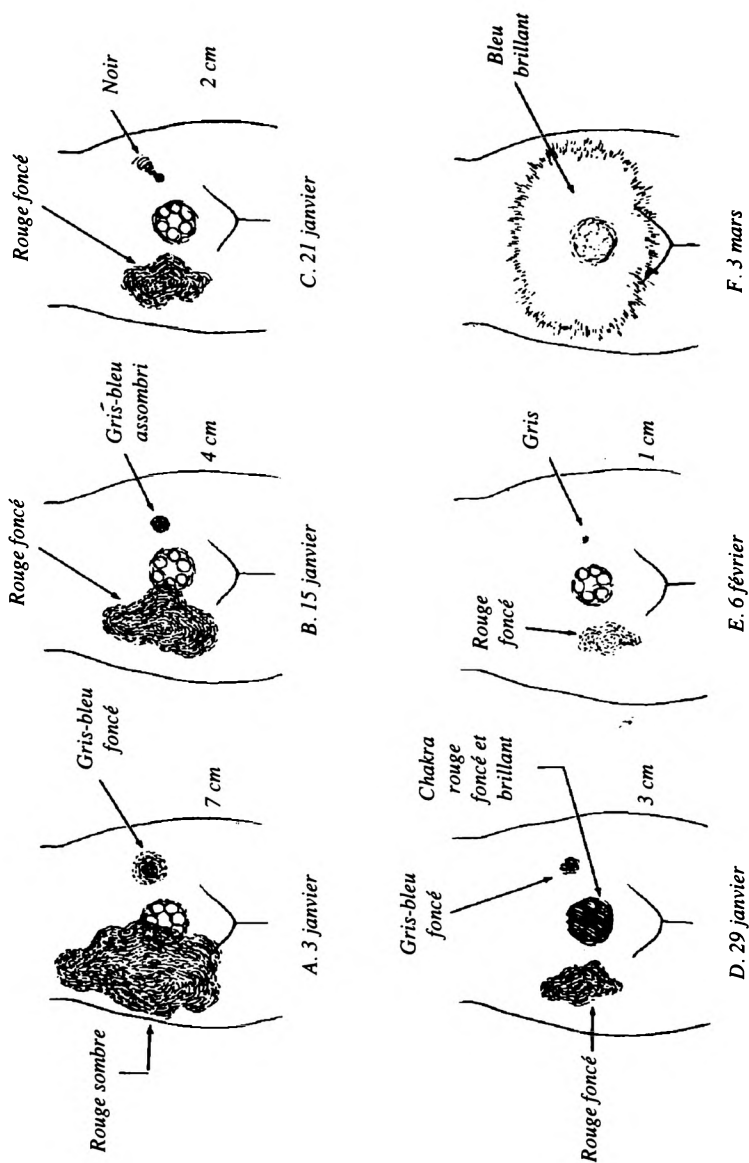 Rouge sombre
Gris-bleu
foncé
7 cm
A. 3 janvier
Rouge foncé
Gris-bleu
assombri
4 cm
B. 15 janvier
Rouge foncé
Noir
2 cm
C. 21 janvier
Rouge foncé
Gris-bleu
foncé
Chakra
rouge
foncé et
brillant
3 cm
D. 29 janvier
Rouge
foncé
Gris
1 cm
E. 6 février
Bleu
brillant
F. 3 mars